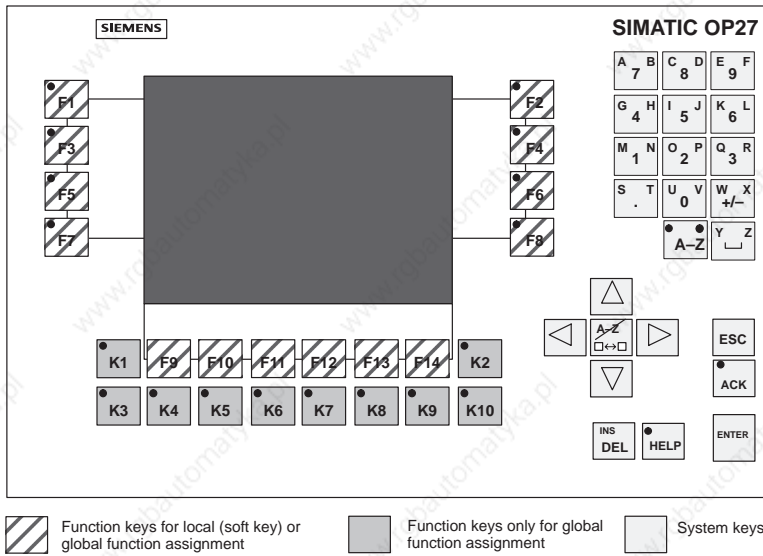 SIEMENS
SIMATIC OP27
A B 7
C D 8
E F 9
G H 4
I J 5
K L 6
M N 1
O P 2
Q R 3
S T .
U V 0
W X +/–
A–Z
Y Z
F1
F2
F3
F4
F5
F6
F7
F8
A–Z
ESC
ACK
K1
F9
F10
F11
F12
F13
F14
K2
K3
K4
K5
K6
K7
K8
K9
K10
INS
DEL
HELP
ENTER
Function keys for local (soft key) or
global function assignment
Function keys only for global
function assignment
System keys
www.rgbautomatyka.pl